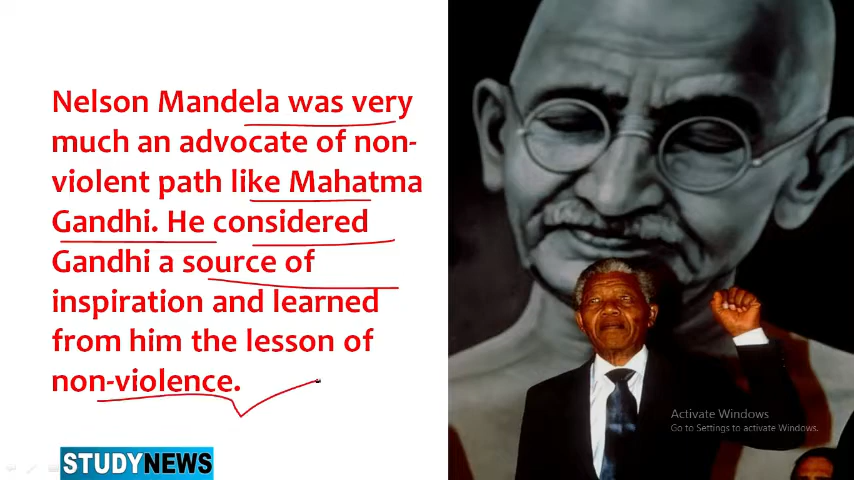 Nelson Mandela was very
much an advocate of non-
violent path like Mahatma
Gandhi. He considered
Gandhi a source of
inspiration and learned
from him the lesson of
non-violence.
STUDYNEWS
Activate Windows
Go to Settings to activate Windows.